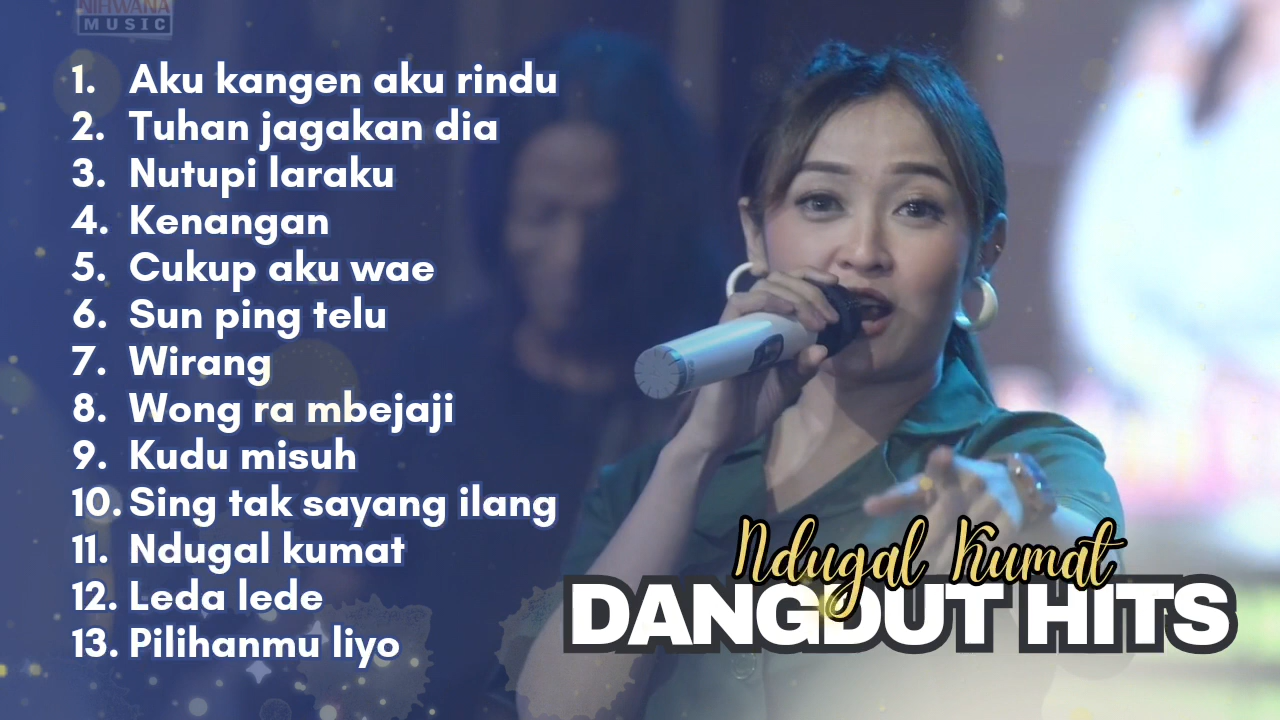 NIRWANA
MUSIC
1. Aku kangen aku rindu
2. Tuhan jagakan dia
3. Nutupi laraku
4. Kenangan
5. Cukup aku wae
6. Sun ping telu
7. Wirang
8. Wong ra mbejaji
9. Kudu misuh
10. Sing tak sayang ilang
11. Ndugal kumat
12. Leda lede
13. Pilihanmu liyo
Ndugal Kumat
DANGDUT HITS